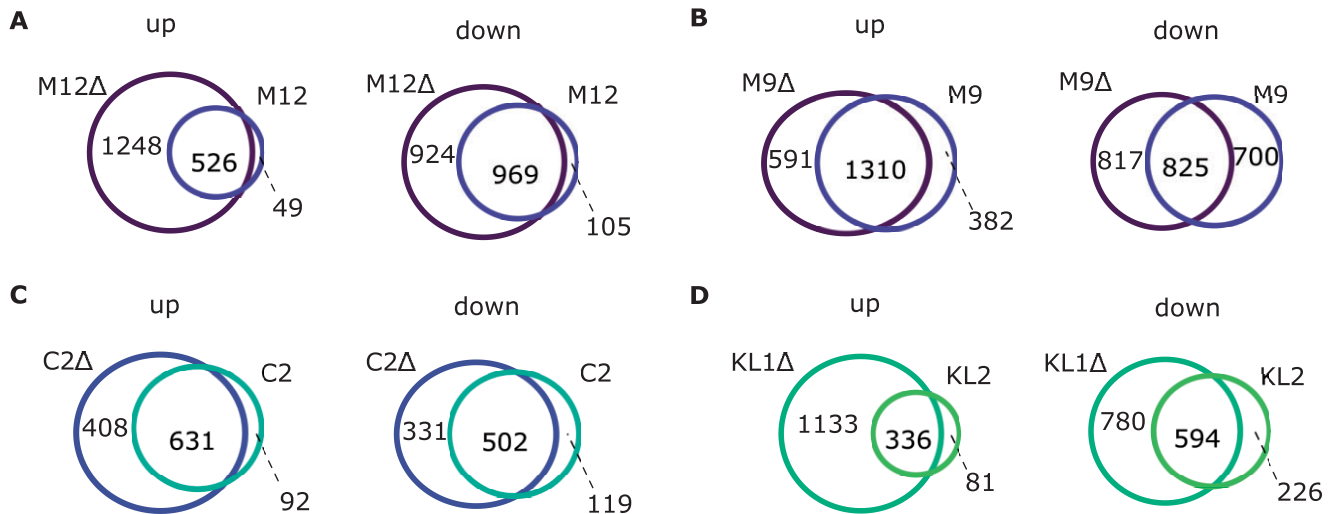 A
up
down
M12Δ
M12
1248
526
49
M12Δ
M12
924
969
105
B
up
down
M9Δ
M9
591
1310
382
M9Δ
M9
817
825
700
C
up
down
C2Δ
C2
408
631
92
C2Δ
C2
331
502
119
D
up
down
KL1Δ
KL2
1133
336
81
KL1Δ
KL2
780
594
226